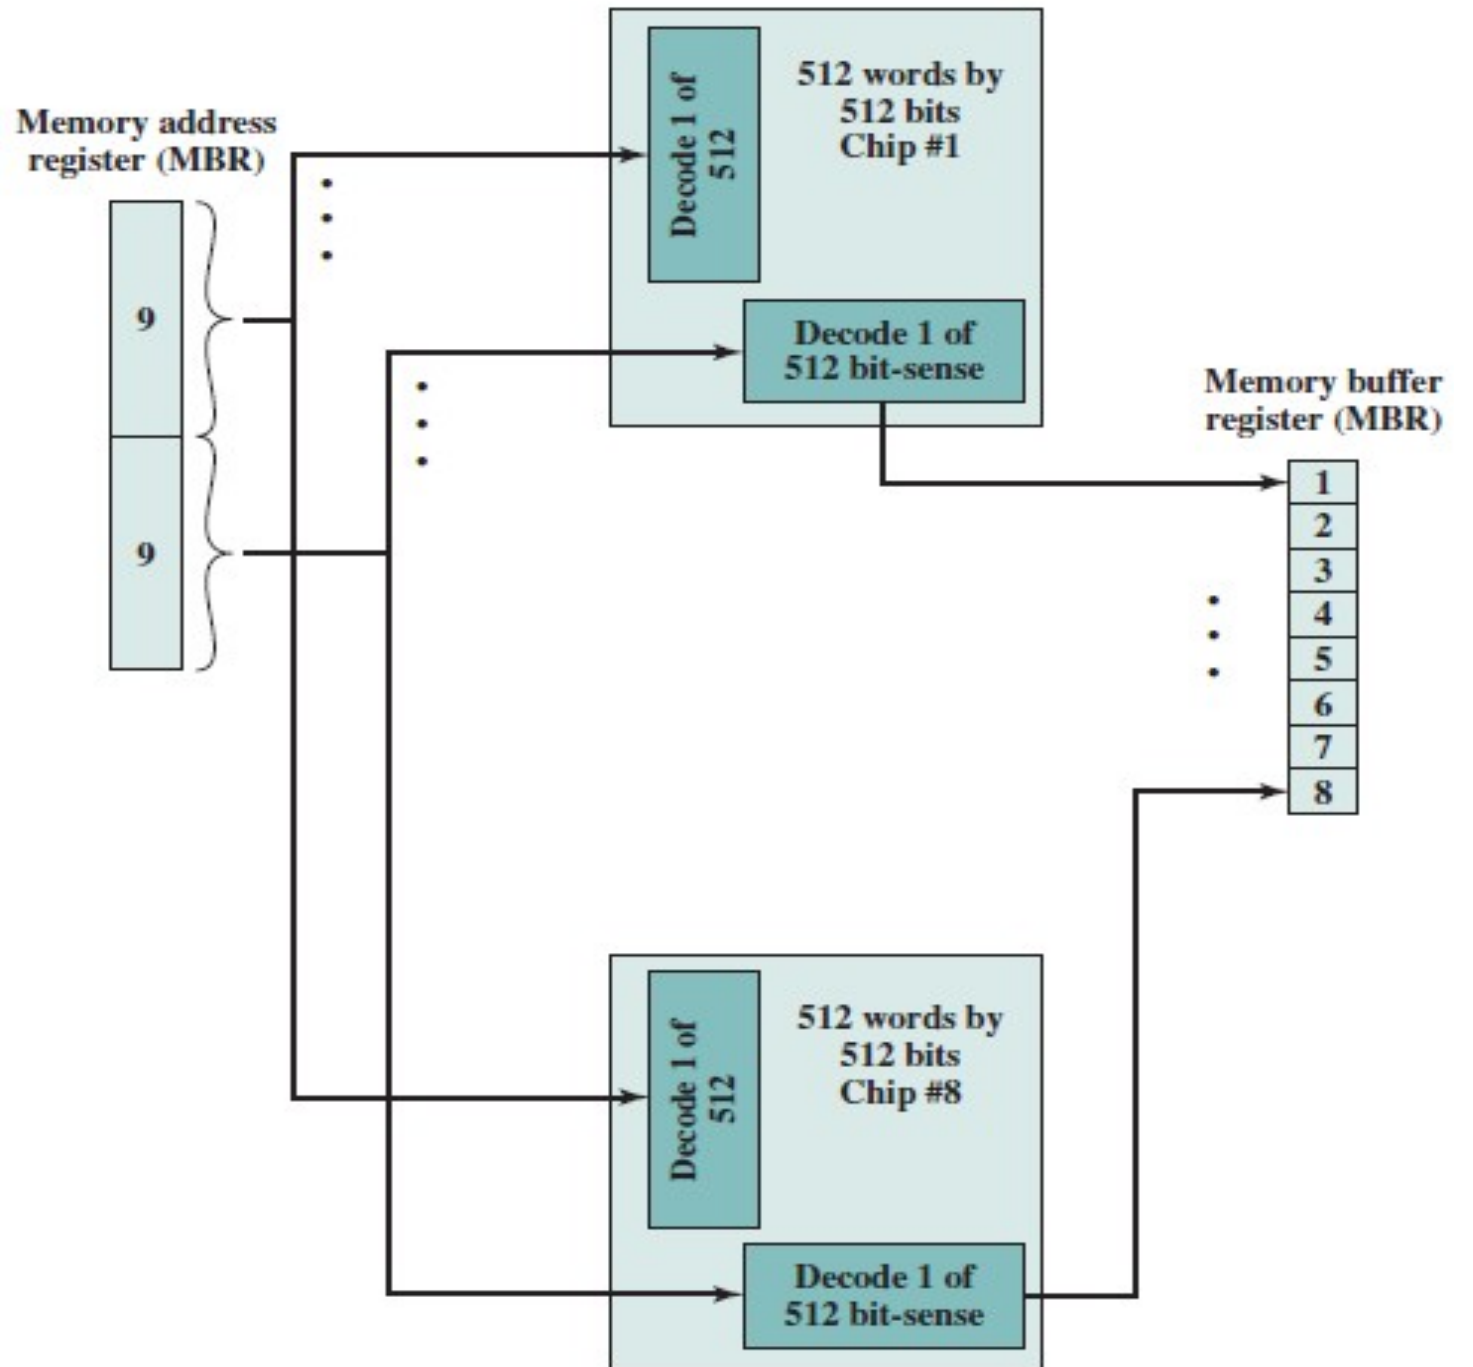 Memory address
register (MBR)
9
9
Decode 1 of
512
512 words by
512 bits
Chip #1
Decode 1 of
512 bit-sense
Memory buffer
register (MBR)
1
2
3
4
5
6
7
8
Decode 1 of
512
512 words by
512 bits
Chip #8
Decode 1 of
512 bit-sense